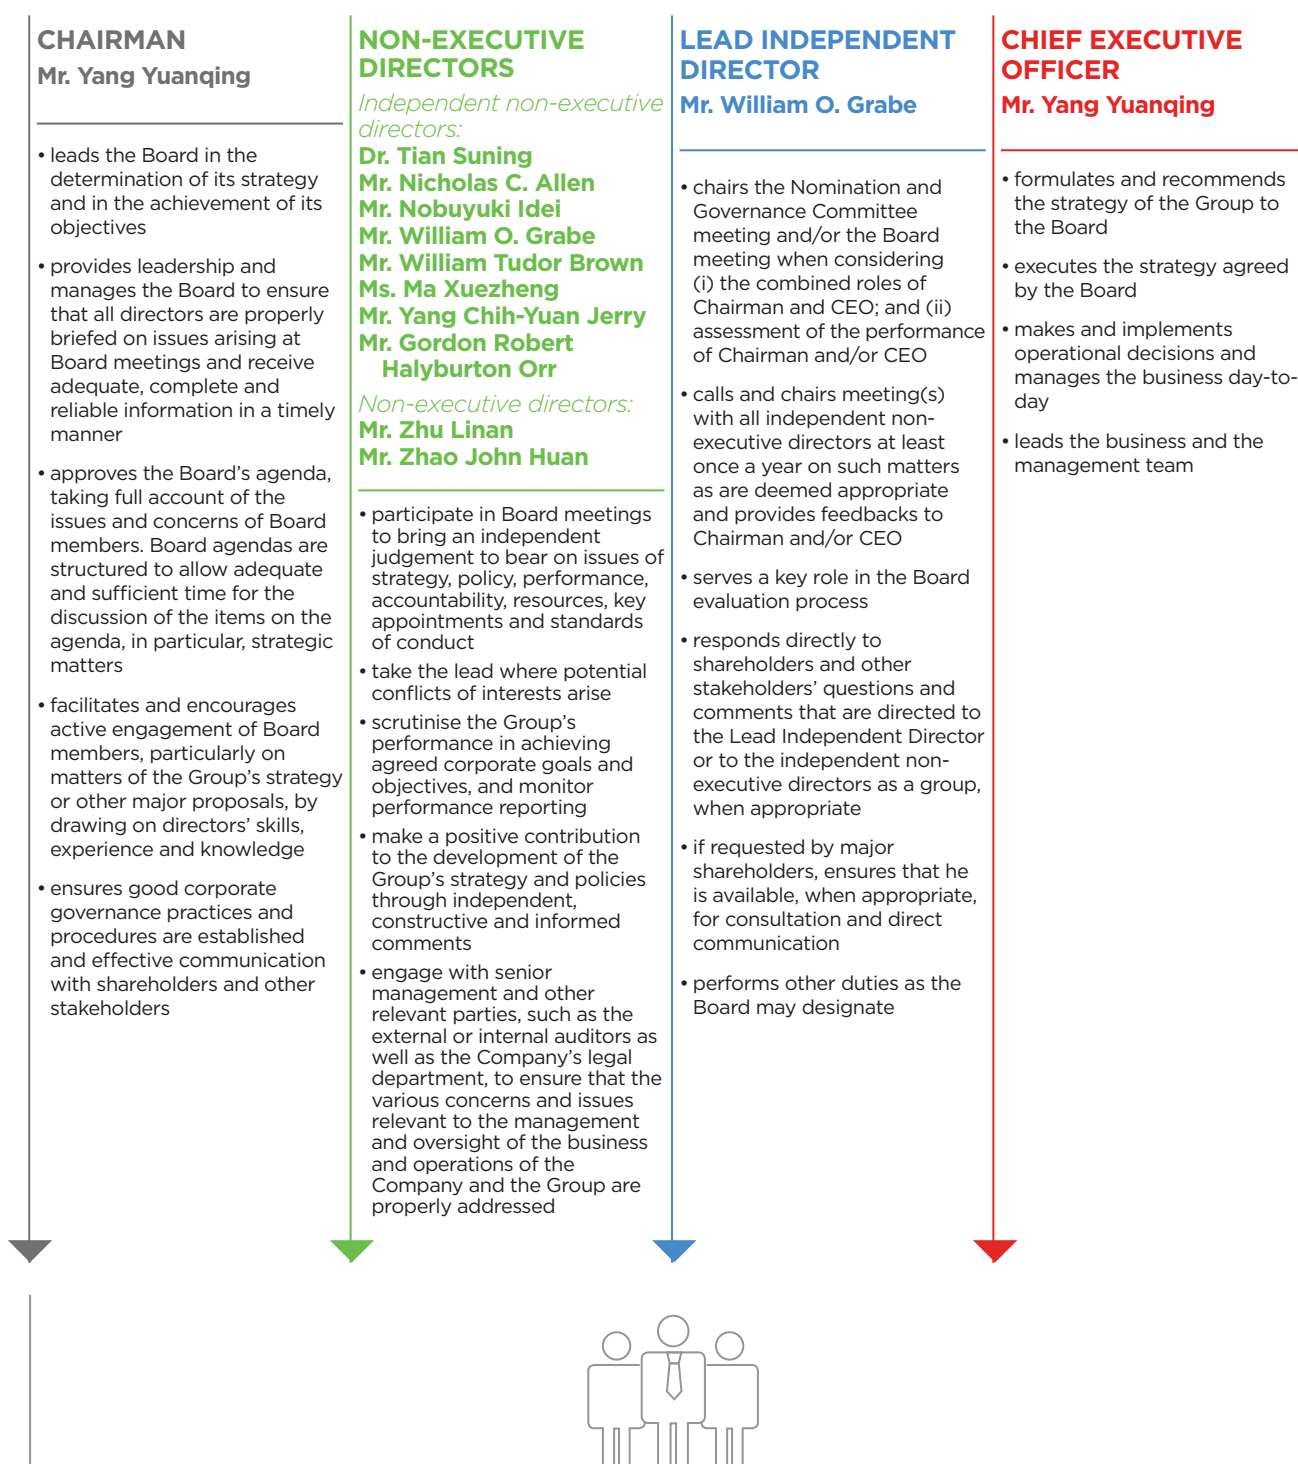 CHAIRMAN
Mr. Yang Yuanqing
• leads the Board in the
determination of its strategy
and in the achievement of its
objectives
• provides leadership and
manages the Board to ensure
that all directors are properly
briefed on issues arising at
Board meetings and receive
adequate, complete and
reliable information in a timely
manner
• approves the Board’s agenda,
taking full account of the
issues and concerns of Board
members. Board agendas are
structured to allow adequate
and sufficient time for the
discussion of the items on the
agenda, in particular, strategic
matters
• facilitates and encourages
active engagement of Board
members, particularly on
matters of the Group’s strategy
or other major proposals, by
drawing on directors’ skills,
experience and knowledge
• ensures good corporate
governance practices and
procedures are established
and effective communication
with shareholders and other
stakeholders
NON-EXECUTIVE
DIRECTORS
Independent non-executive
directors:
Dr. Tian Suning
Mr. Nicholas C. Allen
Mr. Nobuyuki Idei
Mr. William O. Grabe
Mr. William Tudor Brown
Ms. Ma Xuezheng
Mr. Yang Chih-Yuan Jerry
Mr. Gordon Robert
Halyburton Orr
Non-executive directors:
Mr. Zhu Linan
Mr. Zhao John Huan
• participate in Board meetings
to bring an independent
judgement to bear on issues of
strategy, policy, performance,
accountability, resources, key
appointments and standards
of conduct
• take the lead where potential
conflicts of interests arise
• scrutinise the Group’s
performance in achieving
agreed corporate goals and
objectives, and monitor
performance reporting
• make a positive contribution
to the development of the
Group’s strategy and policies
through independent,
constructive and informed
comments
• engage with senior
management and other
relevant parties, such as the
external or internal auditors as
well as the Company’s legal
department, to ensure that the
various concerns and issues
relevant to the management
and oversight of the business
and operations of the
Company and the Group are
properly addressed
LEAD INDEPENDENT
DIRECTOR
Mr. William O. Grabe
• chairs the Nomination and
Governance Committee
meeting and/or the Board
meeting when considering
(i) the combined roles of
Chairman and CEO; and (ii)
assessment of the performance
of Chairman and/or CEO
• calls and chairs meeting(s)
with all independent non-
executive directors at least
once a year on such matters
as are deemed appropriate
and provides feedbacks to
Chairman and/or CEO
• serves a key role in the Board
evaluation process
• responds directly to
shareholders and other
stakeholders’ questions and
comments that are directed to
the Lead Independent Director
or to the independent non-
executive directors as a group,
when appropriate
• if requested by major
shareholders, ensures that he
is available, when appropriate,
for consultation and direct
communication
• performs other duties as the
Board may designate
CHIEF EXECUTIVE
OFFICER
Mr. Yang Yuanqing
• formulates and recommends
the strategy of the Group to
the Board
• executes the strategy agreed
by the Board
• makes and implements
operational decisions and
manages the business day-to-
day
• leads the business and the
management team